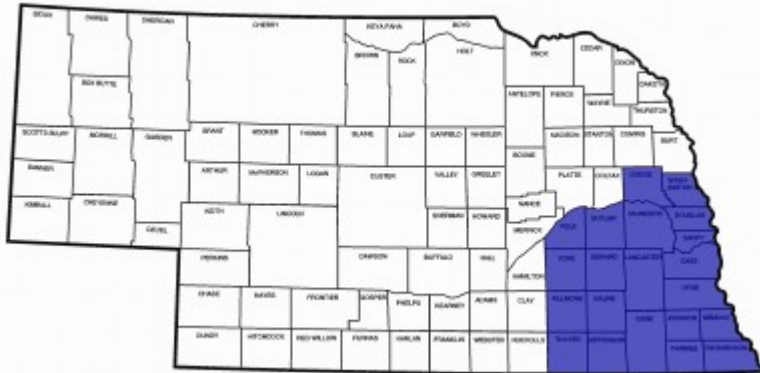 SIOUX DAWES SHERIDAN CHERRY KEYA PAHA BOYD
BROWN ROCK HOLT KNOX CEDAR DIXON DAKOTA
BOX BUTTE ANTELOPE PIERCE WAYNE THURSTON
SCOTTS BLUFF MORRILL GARDEN GRANT HOOKER THOMAS BLAINE LOUP GARFIELD WHEELER MADISON STANTON CUMING BURT
BANNER ARTHUR McPHERSON LOGAN CUSTER VALLEY GREELEY BOONE PLATTE COLFAX DODGE
KIMBALL CHEYENNE DEUEL KEITH LINCOLN SHERMAN HOWARD NANCE MERRICK POLK BUTLER SAUNDERS DOUGLAS
SARPY
PERKINS DAWSON BUFFALO HALL HAMILTON YORK SEWARD LANCASTER CASS
OTOE
CHASE HAYES FRONTIER GOSPER PHELPS KEARNEY ADAMS CLAY FILLMORE SALINE GAGE JOHNSON NEMAHA
DUNDY HITCHCOCK RED WILLOW FURNAS HARLAN FRANKLIN WEBSTER NUCKOLLS THAYER JEFFERSON PAWNEE RICHARDSON